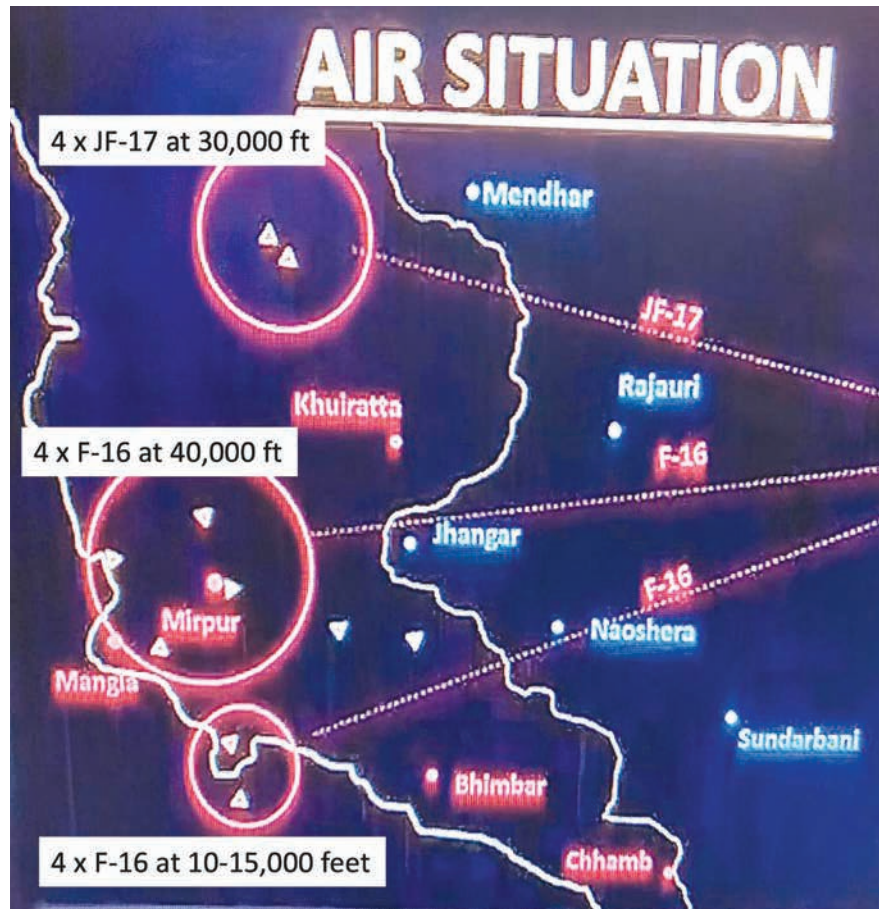 AIR SITUATION
4 x JF-17 at 30,000 ft
Mendhar
JF-17
Rajauri
Khuiratta
4 x F-16 at 40,000 ft
F-16
Jhangar
F-16
Mirpur
Naoshera
Mangla
Sundarbani
Bhimbar
4 x F-16 at 10-15,000 feet
Chhamb